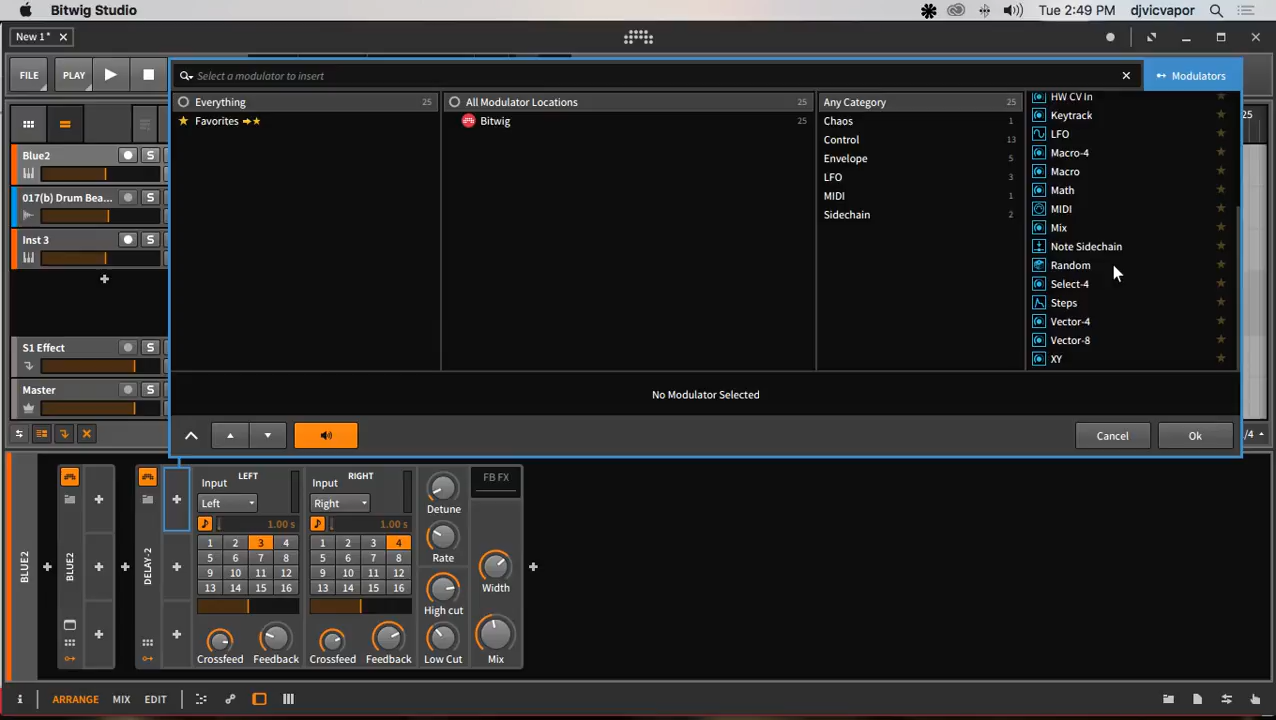 Bitwig Studio
Tue 2:49 PM
djvicvapor
New 1*
FILE
PLAY
Select a modulator to insert
Modulators
Everything 25
Favorites
All Modulator Locations 25
Bitwig 25
Any Category 25
Chaos 1
Control 13
Envelope 5
LFO 3
MIDI 1
Sidechain 2
HW CV In
Keytrack
LFO
Macro-4
Macro
Math
MIDI
Mix
Note Sidechain
Random
Select-4
Steps
Vector-4
Vector-8
XY
25
Blue2
S
017(b) Drum Bea...
S
Inst 3
S
S1 Effect
S
Master
S
No Modulator Selected
Cancel
Ok
/4
BLUE2
BLUE2
DELAY-2
Input LEFT
Left
1.00 s
1 2 3 4
5 6 7 8
9 10 11 12
13 14 15 16
Crossfeed Feedback
Input RIGHT
Right
1.00 s
1 2 3 4
5 6 7 8
9 10 11 12
13 14 15 16
Crossfeed Feedback
Detune
Rate
High cut
Low Cut
FB FX
Width
Mix
i ARRANGE MIX EDIT